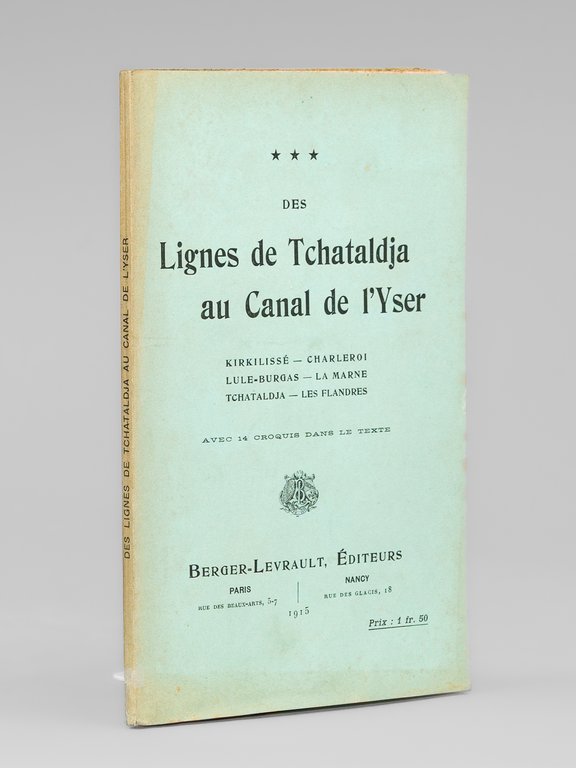 ★ ★ ★
DES
Lignes de Tchataldja
au Canal de l'Yser
KIRKILISSÉ — CHARLEROI
LULE-BURGAS — LA MARNE
TCHATALDJA — LES FLANDRES
AVEC 14 CROQUIS DANS LE TEXTE
BERGER-LEVRAULT, ÉDITEURS
PARIS
RUE DES BEAUX-ARTS, 5-7
NANCY
RUE DES GLACIS, 18
1915
Prix : 1 fr. 50
DES LIGNES DE TCHATALDJA AU CANAL DE L'YSER